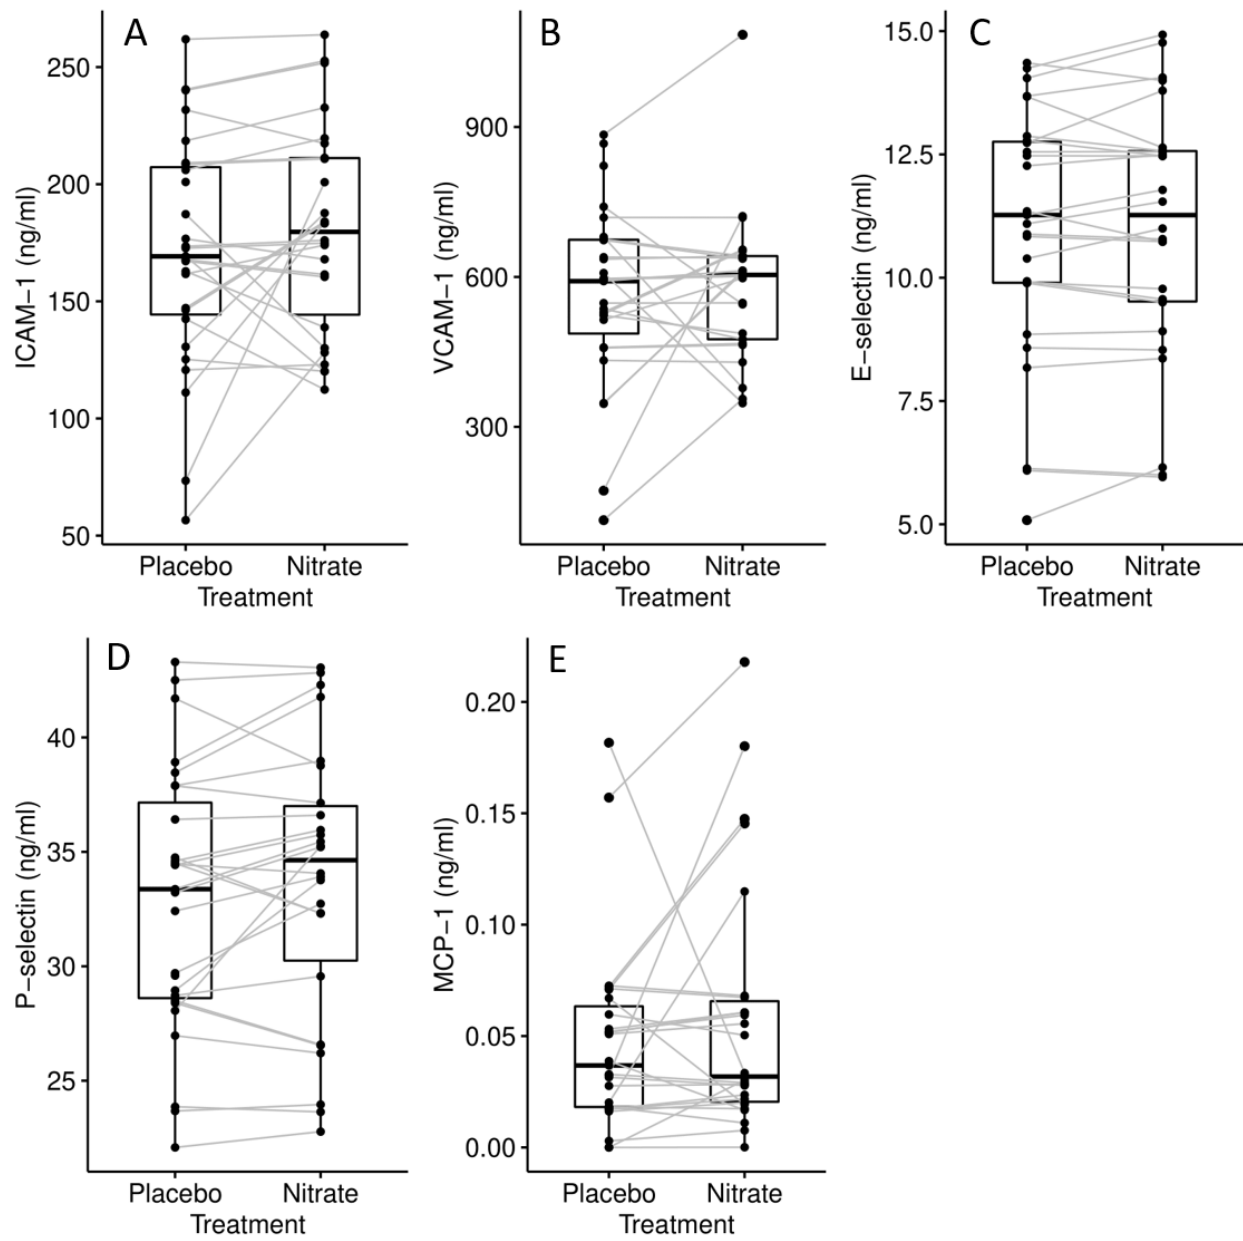 A
ICAM−1 (ng/ml)
250
200
150
100
50
Placebo Nitrate
Treatment
B
VCAM−1 (ng/ml)
900
600
300
Placebo Nitrate
Treatment
C
E−selectin (ng/ml)
15.0
12.5
10.0
7.5
5.0
Placebo Nitrate
Treatment
D
P−selectin (ng/ml)
40
35
30
25
Placebo Nitrate
Treatment
E
MCP−1 (ng/ml)
0.20
0.15
0.10
0.05
0.00
Placebo Nitrate
Treatment